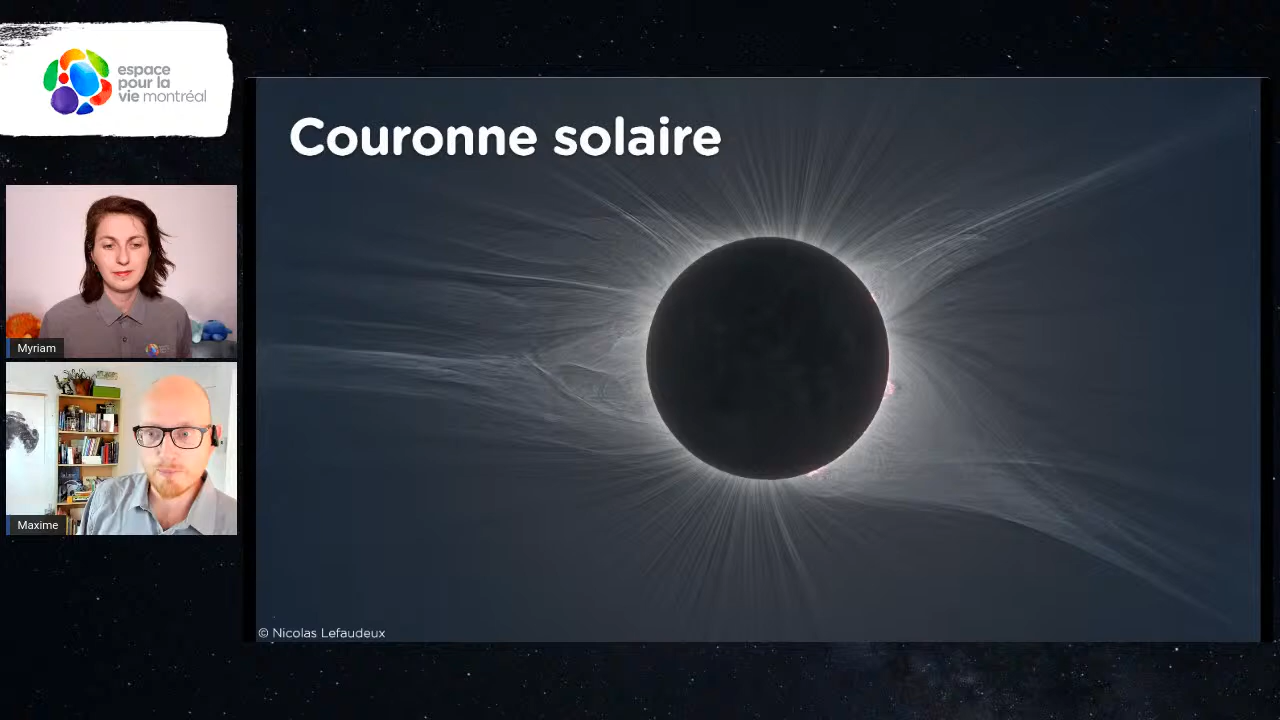 espace
pour la
vie montréal
Couronne solaire
Myriam
Maxime
© Nicolas Lefaudeux